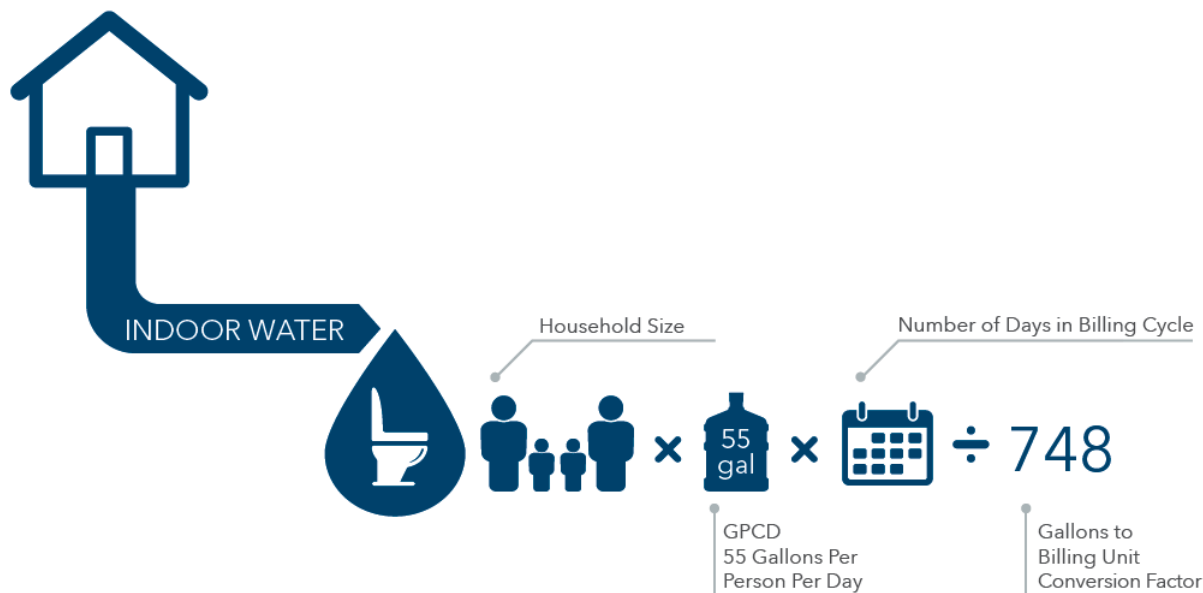 INDOOR WATER
Household Size
Number of Days in Billing Cycle
55
gal
748
GPCD
55 Gallons Per
Person Per Day
Gallons to
Billing Unit
Conversion Factor